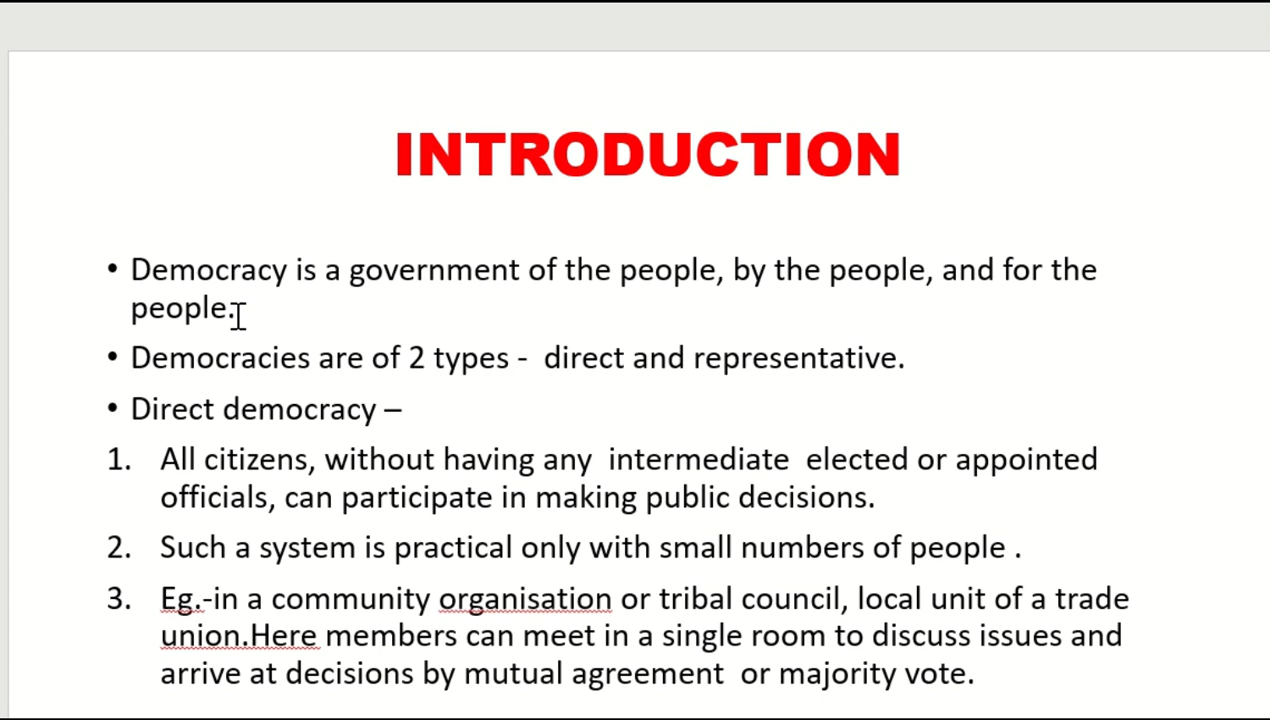 INTRODUCTION
• Democracy is a government of the people, by the people, and for the
people.
• Democracies are of 2 types -  direct and representative.
• Direct democracy –
1. All citizens, without having any  intermediate  elected or appointed
officials, can participate in making public decisions.
2. Such a system is practical only with small numbers of people .
3. Eg.-in a community organisation or tribal council, local unit of a trade
union.Here members can meet in a single room to discuss issues and
arrive at decisions by mutual agreement  or majority vote.